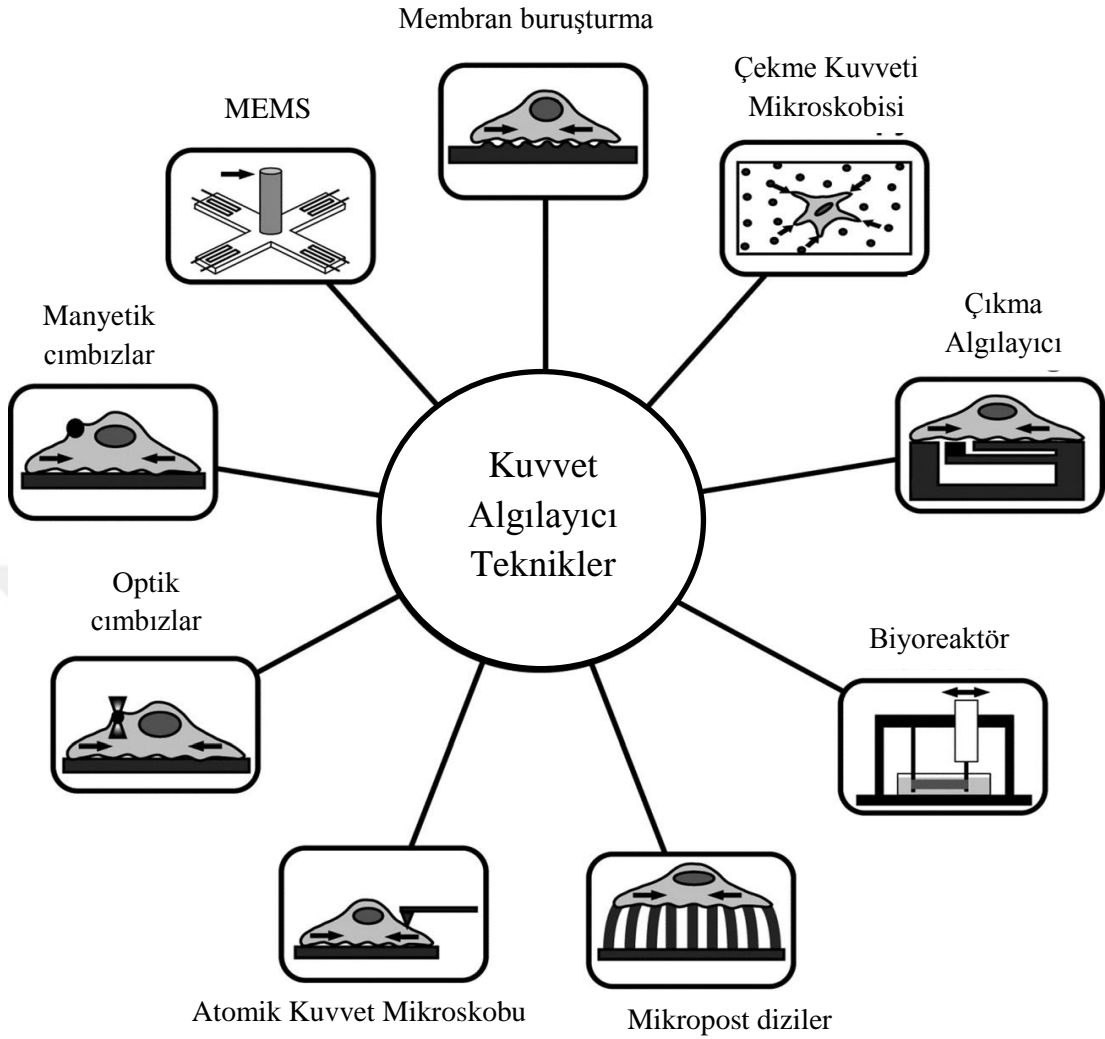 Membran buruşturma
Çekme Kuvveti
Mikroskobisi
MEMS
Manyetik
cımbızlar
Çıkma
Algılayıcı
Kuvvet
Algılayıcı
Teknikler
Optik
cımbızlar
Biyoreaktör
Atomik Kuvvet Mikroskobu
Mikropost diziler